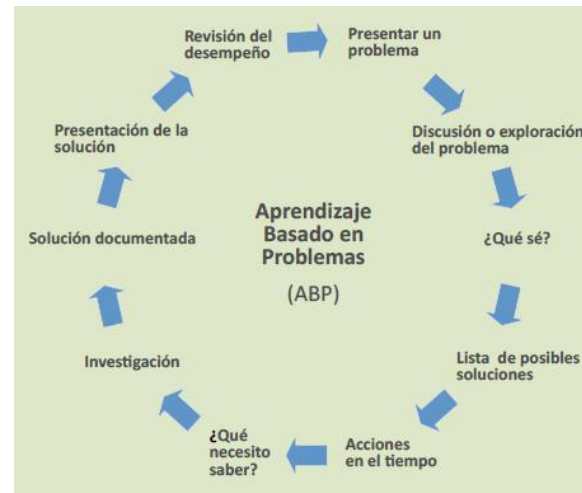 Revisión del
desempeño
Presentar un
problema
Discusión o exploración
del problema
¿Qué sé?
Lista de posibles
soluciones
Acciones
en el tiempo
¿Qué
necesito
saber?
Investigación
Solución documentada
Presentación de la
solución
Aprendizaje
Basado en
Problemas
(ABP)